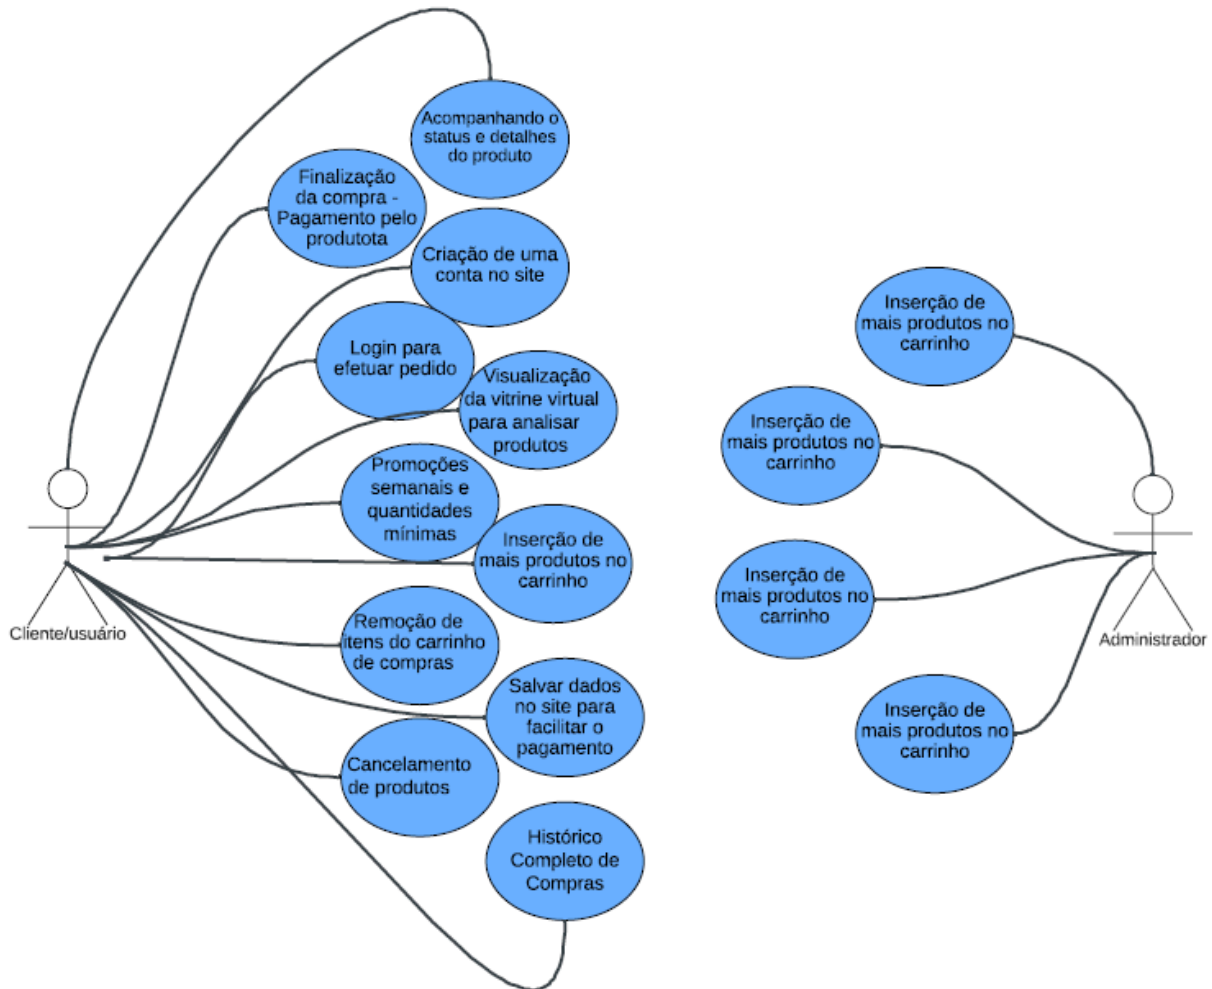 Acompanhando o
status e detalhes
do produto
Finalização
da compra -
Pagamento pelo
produtota
Criação de uma
conta no site
Login para
efetuar pedido
Visualização
da vitrine virtual
para analisar
produtos
Promoções
semanais e
quantidades
mínimas
Inserção de
mais produtos no
carrinho
Cliente/usuário
Remoção de
itens do carrinho
de compras
Salvar dados
no site para
facilitar o
pagamento
Cancelamento
de produtos
Histórico
Completo de
Compras
Inserção de
mais produtos no
carrinho
Inserção de
mais produtos no
carrinho
Inserção de
mais produtos no
carrinho
Administrador
Inserção de
mais produtos no
carrinho